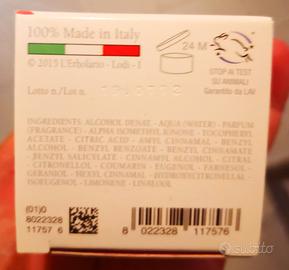 100% Made in Italy
24 M
© 2015 L'Erbolario - Lodi - I
STOP AI TEST
SU ANIMALI
Garantito da LAV
Lotto n./Lot n.
INGREDIENTS: ALCOHOL DENAT. - AQUA (WATER) - PARFUM
(FRAGRANCE) - ALPHA ISOMETHYL IONONE - TOCOPHERYL
ACETATE - CITRIC ACID - AMYL CINNAMAL - BENZYL
ALCOHOL - BENZYL BENZOATE - BENZYL CINNAMATE
- BENZYL SALICYLATE - CINNAMYL ALCOHOL - CITRAL
- CITRONELLOL - COUMARIN - EUGENOL - FARNESOL
- GERANIOL - HEXYL CINNAMAL - HYDROXYCITRONELLAL
- ISOEUGENOL - LIMONENE - LINALOOL
(01)0
8022328
11757 6
8 022328 117576
subito